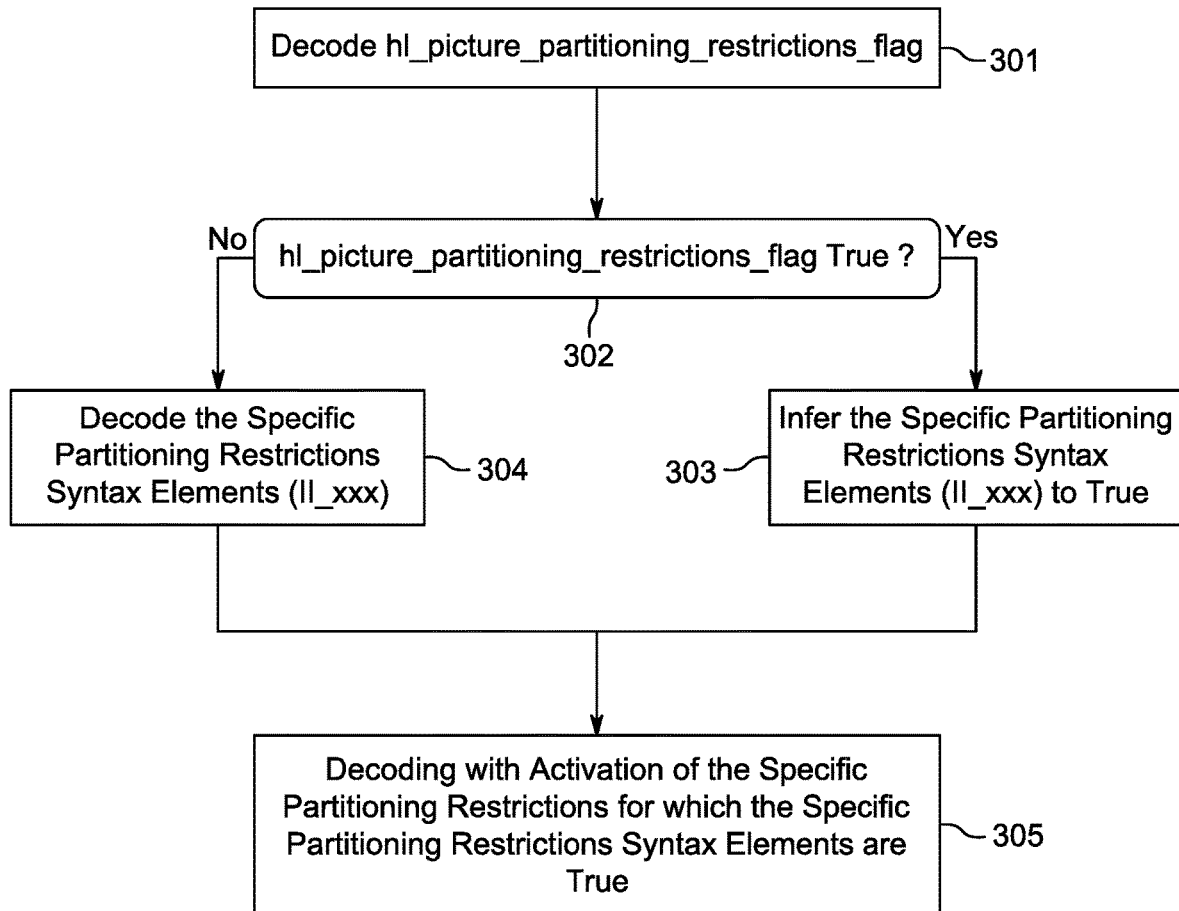 Decode hl_picture_partitioning_restrictions_flag
301
No
hl_picture_partitioning_restrictions_flag True ?
Yes
302
Decode the Specific
Partitioning Restrictions
Syntax Elements (II_xxx)
304
303
Infer the Specific Partitioning
Restrictions Syntax
Elements (II_xxx) to True
Decoding with Activation of the Specific
Partitioning Restrictions for which the Specific
Partitioning Restrictions Syntax Elements are
True
305